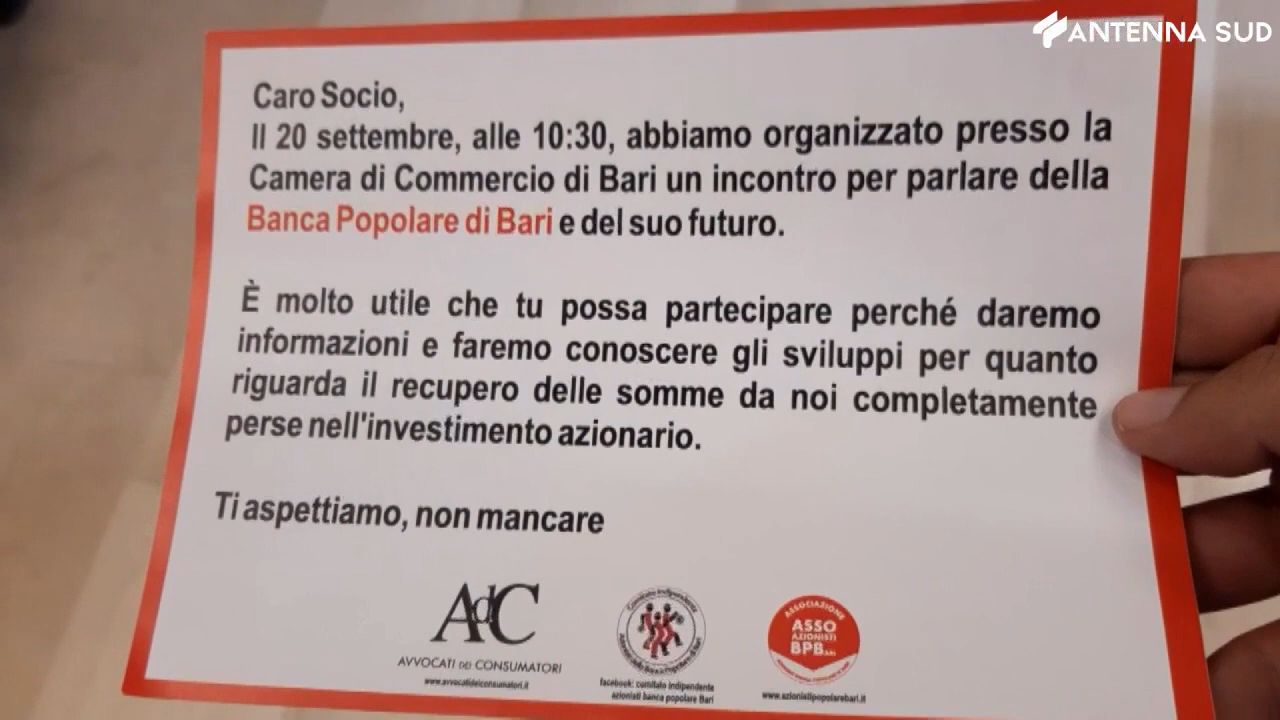 ANTENNA SUD
Caro Socio,
Il 20 settembre, alle 10:30, abbiamo organizzato presso la
Camera di Commercio di Bari un incontro per parlare della
Banca Popolare di Bari e del suo futuro.
È molto utile che tu possa partecipare perché daremo
informazioni e faremo conoscere gli sviluppi per quanto
riguarda il recupero delle somme da noi completamente
perse nell'investimento azionario.
Ti aspettiamo, non mancare
AdC
AVVOCATI DEI CONSUMATORI
www.avvocatideiconsumatori.it
Comitato Indipendente
facebook: comitato indipendente
azionisti banca popolare Bari
ASSOCIAZIONE
ASSO
AZIONISTI
BPB
www.azionistipopolarebari.it